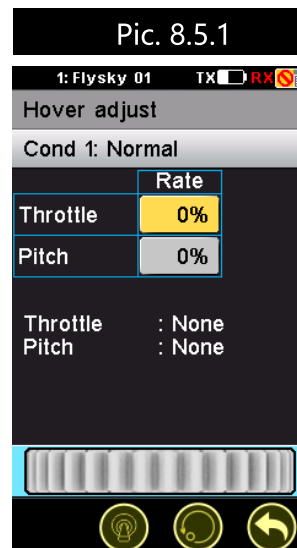 Pic. 8.5.1
1: Flysky 01 TX RX
Hover adjust
Cond 1: Normal
Rate
Throttle 0%
Pitch 0%
Throttle : None
Pitch : None